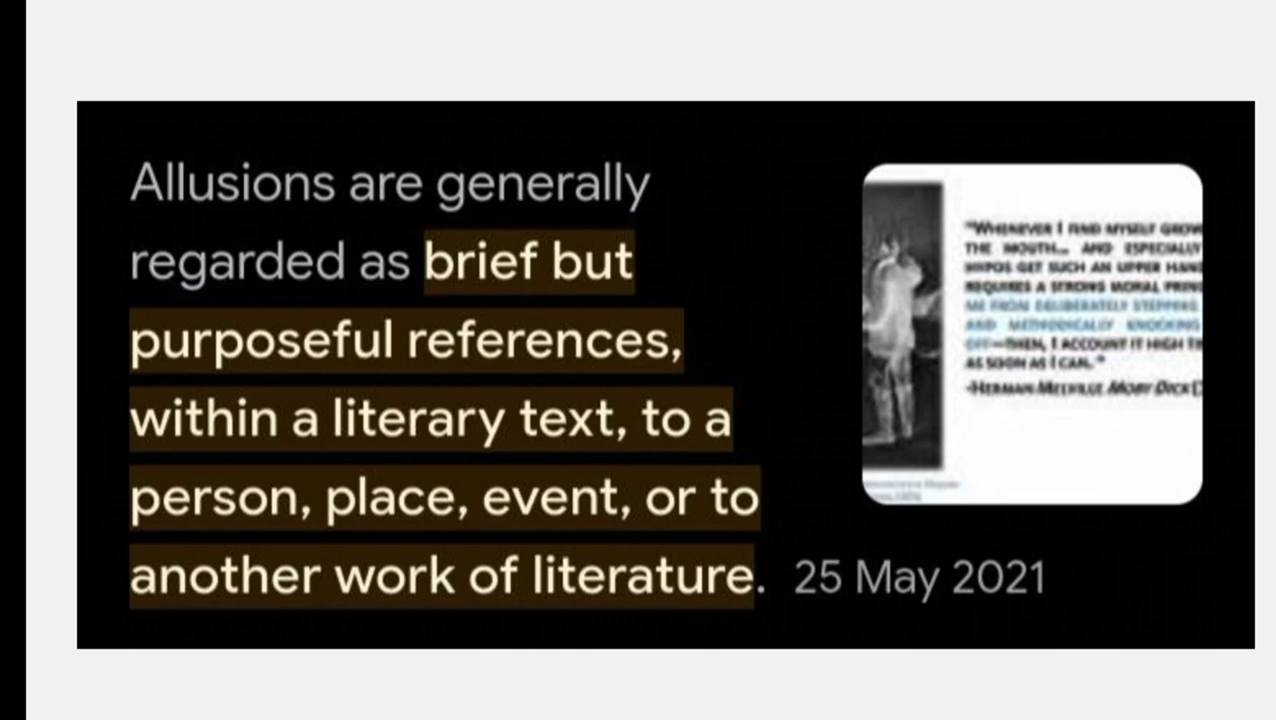 Allusions are generally
regarded as brief but
purposeful references,
within a literary text, to a
person, place, event, or to
another work of literature. 25 May 2021
"WHENEVER I FIND MYSELF GROW
THE MOUTH... AND ESPECIALLY
HYPOS GET SUCH AN UPPER HAND
REQUIRES A STRONG MORAL PRINC
ME FROM DELIBERATELY STEPPING
AND METHODICALLY KNOCKING
OFF—THEN, I ACCOUNT IT HIGH TI
AS SOON AS I CAN."
-HERMAN MELVILLE MOBY DICK